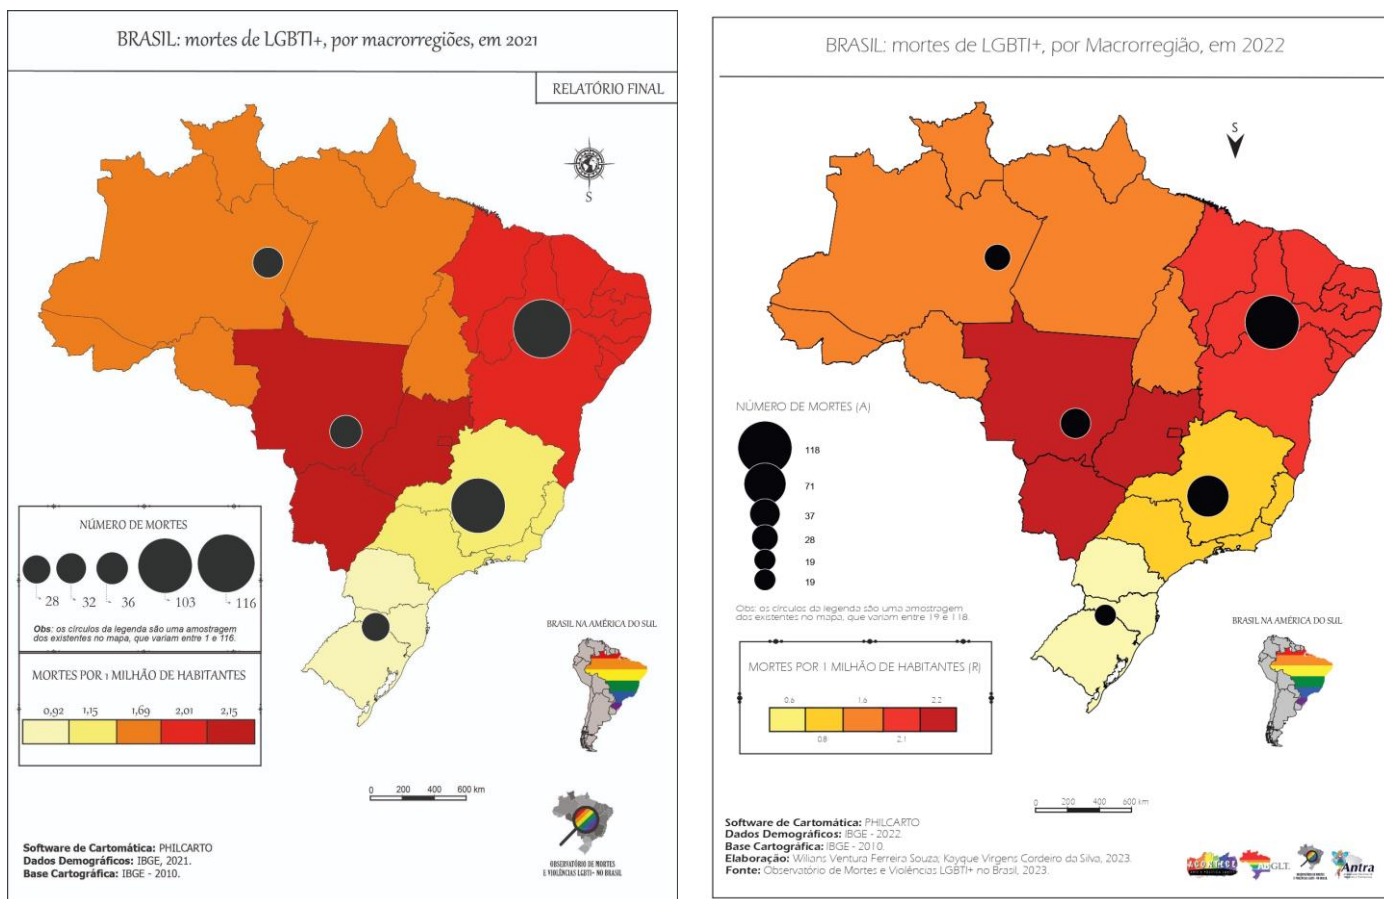 BRASIL: mortes de LGBTI+, por macrorregiões, em 2021
RELATÓRIO FINAL
S
NÚMERO DE MORTES
28 32 36 103 116
Obs: os círculos da legenda são uma amostragem
dos existentes no mapa, que variam entre 1 e 116.
MORTES POR 1 MILHÃO DE HABITANTES
0,92 1,15 1,69 2,01 2,15
BRASIL NA AMÉRICA DO SUL
0 200 400 600 km
OBSERVATÓRIO DE MORTES
E VIOLÊNCIAS LGBTI+ NO BRASIL
Software de Cartomática: PHILCARTO
Dados Demográficos: IBGE, 2021.
Base Cartográfica: IBGE - 2010.
BRASIL: mortes de LGBTI+, por Macrorregião, em 2022
S
NÚMERO DE MORTES (A)
118
71
37
28
19
19
Obs: os círculos da legenda são uma amostragem
dos existentes no mapa, que variam entre 19 e 118.
MORTES POR 1 MILHÃO DE HABITANTES (R)
0.6 1.6 2.2
0.8 2.1
BRASIL NA AMÉRICA DO SUL
0 200 400 600 km
Software de Cartomática: PHILCARTO
Dados Demográficos: IBGE - 2022
Base Cartográfica: IBGE - 2010.
Elaboração: Wilians Ventura Ferreira Souza; Kayque Virgens Cordeiro da Silva, 2023.
Fonte: Observatório de Mortes e Violências LGBTI+ no Brasil, 2023.
ACONTECE
ABGLT.
Antra